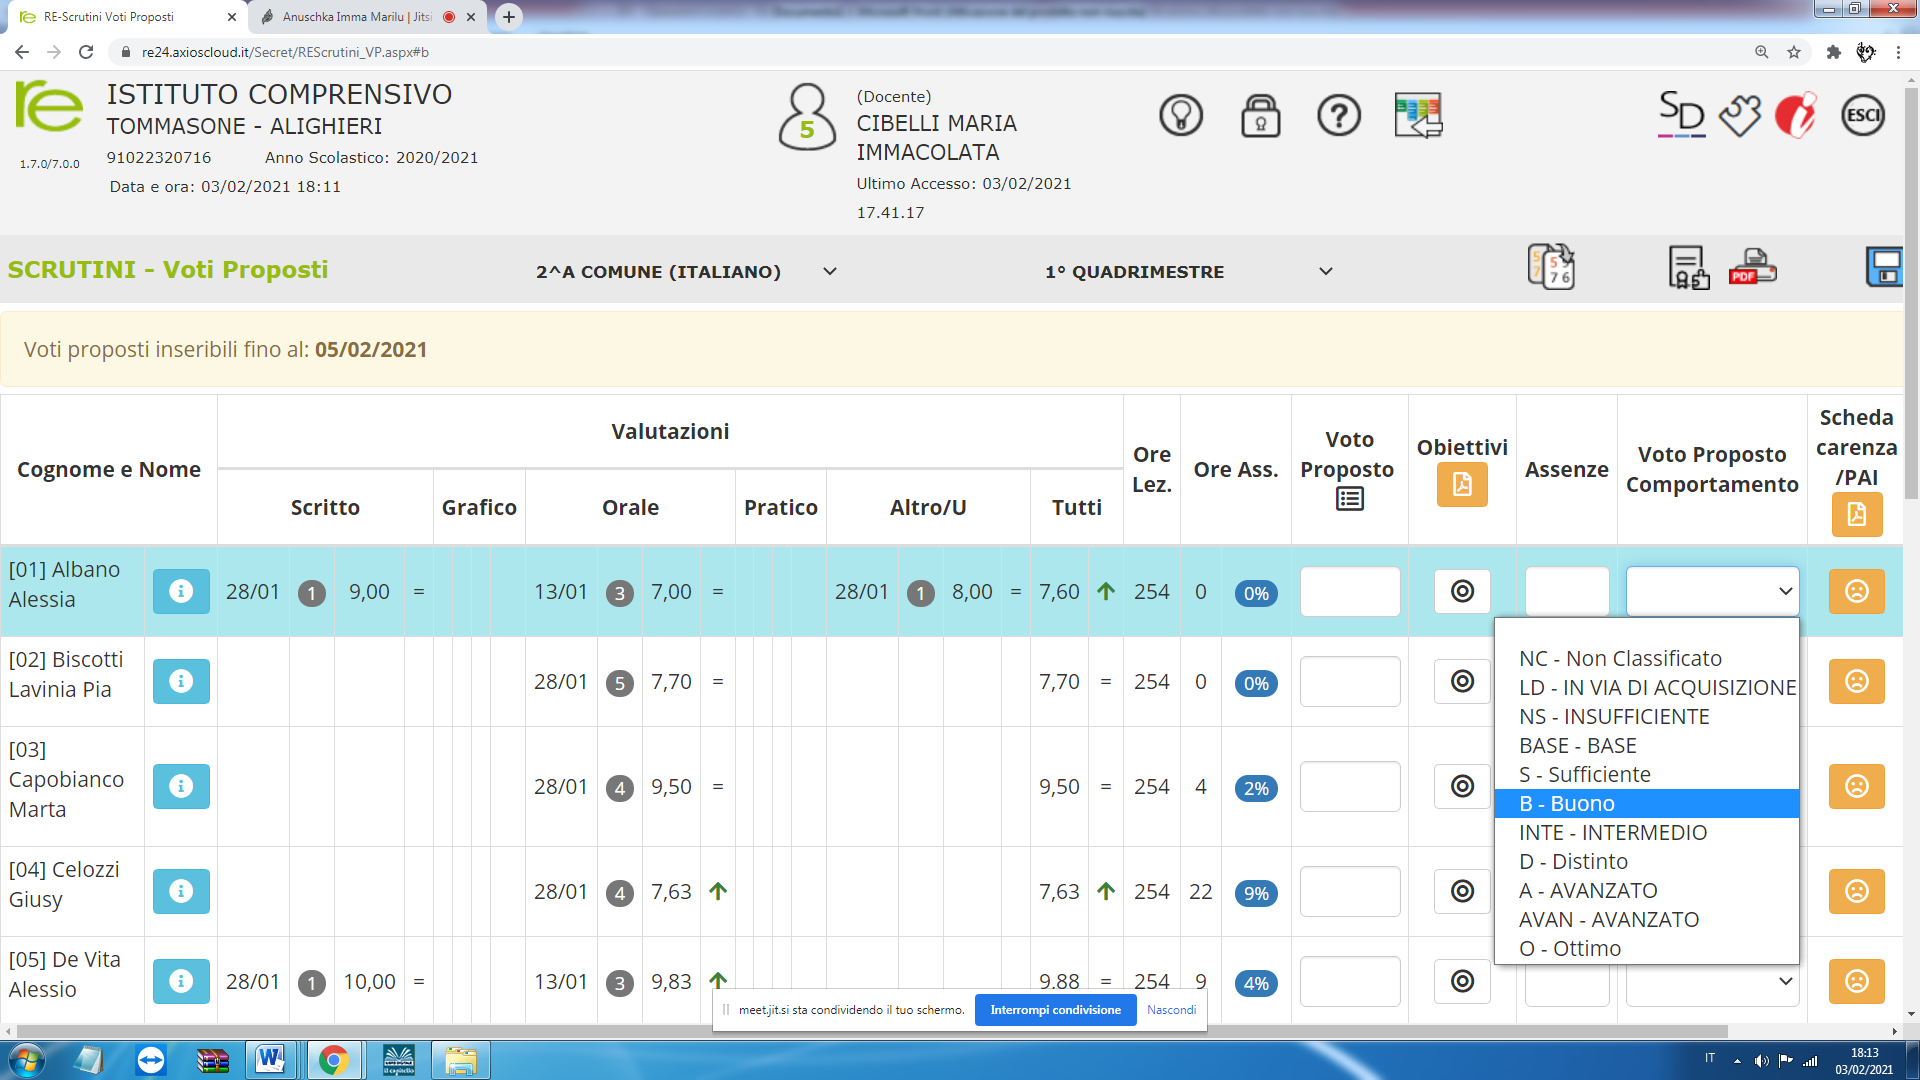 RE-Scrutini Voti Proposti
Anuschka Imma Marilu | Jitsi
re24.axioscloud.it/Secret/REScrutini_VP.aspx#b
re
1.7.0/7.0.0
ISTITUTO COMPRENSIVO
TOMMASONE - ALIGHIERI
91022320716 Anno Scolastico: 2020/2021
Data e ora: 03/02/2021 18:11
5
(Docente)
CIBELLI MARIA
IMMACOLATA
Ultimo Accesso: 03/02/2021
17.41.17
SD
ESCI
SCRUTINI - Voti Proposti
2^A COMUNE (ITALIANO)
1° QUADRIMESTRE
PDF
Voti proposti inseribili fino al: 05/02/2021
Cognome e Nome
Valutazioni
Scritto Grafico Orale Pratico Altro/U Tutti
Ore
Lez.
Ore Ass.
Voto
Proposto
Obiettivi
Assenze
Voto Proposto
Comportamento
Scheda
carenza
/PAI
[01] Albano
Alessia
28/01 1 9,00 = 13/01 3 7,00 = 28/01 1 8,00 = 7,60 254 0 0%
[02] Biscotti
Lavinia Pia
28/01 5 7,70 = 7,70 = 254 0 0%
[03]
Capobianco
Marta
28/01 4 9,50 = 9,50 = 254 4 2%
[04] Celozzi
Giusy
28/01 4 7,63 7,63 254 22 9%
[05] De Vita
Alessio
28/01 1 10,00 = 13/01 3 9,83 9,88 = 254 9 4%
NC - Non Classificato
LD - IN VIA DI ACQUISIZIONE
NS - INSUFFICIENTE
BASE - BASE
S - Sufficiente
B - Buono
INTE - INTERMEDIO
D - Distinto
A - AVANZATO
AVAN - AVANZATO
O - Ottimo
meet.jit.si sta condividendo il tuo schermo.
Interrompi condivisione
Nascondi
il capitello
IT
18:13
03/02/2021